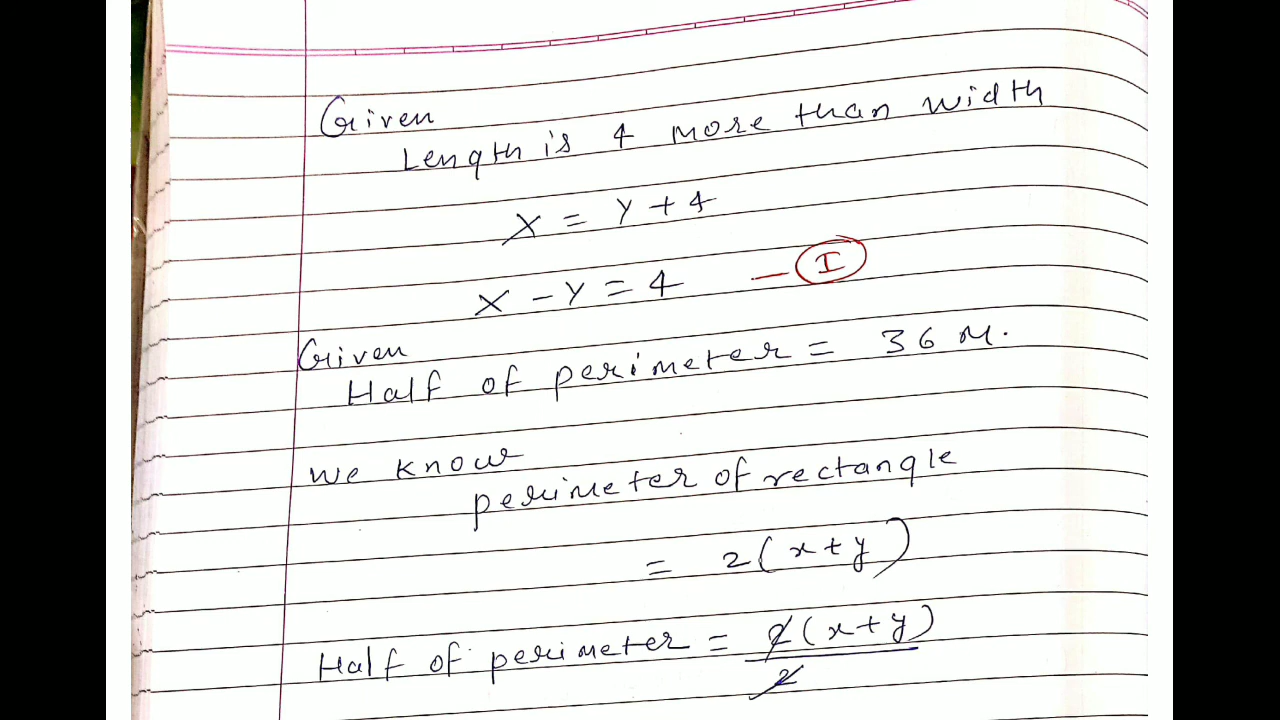 Given
Length is 4 more than width
X = Y + 4
X - Y = 4 - I
Given
Half of perimeter = 36 M.
We know
perimeter of rectangle
= 2(x+y)
Half of perimeter = 2(x+y)
2